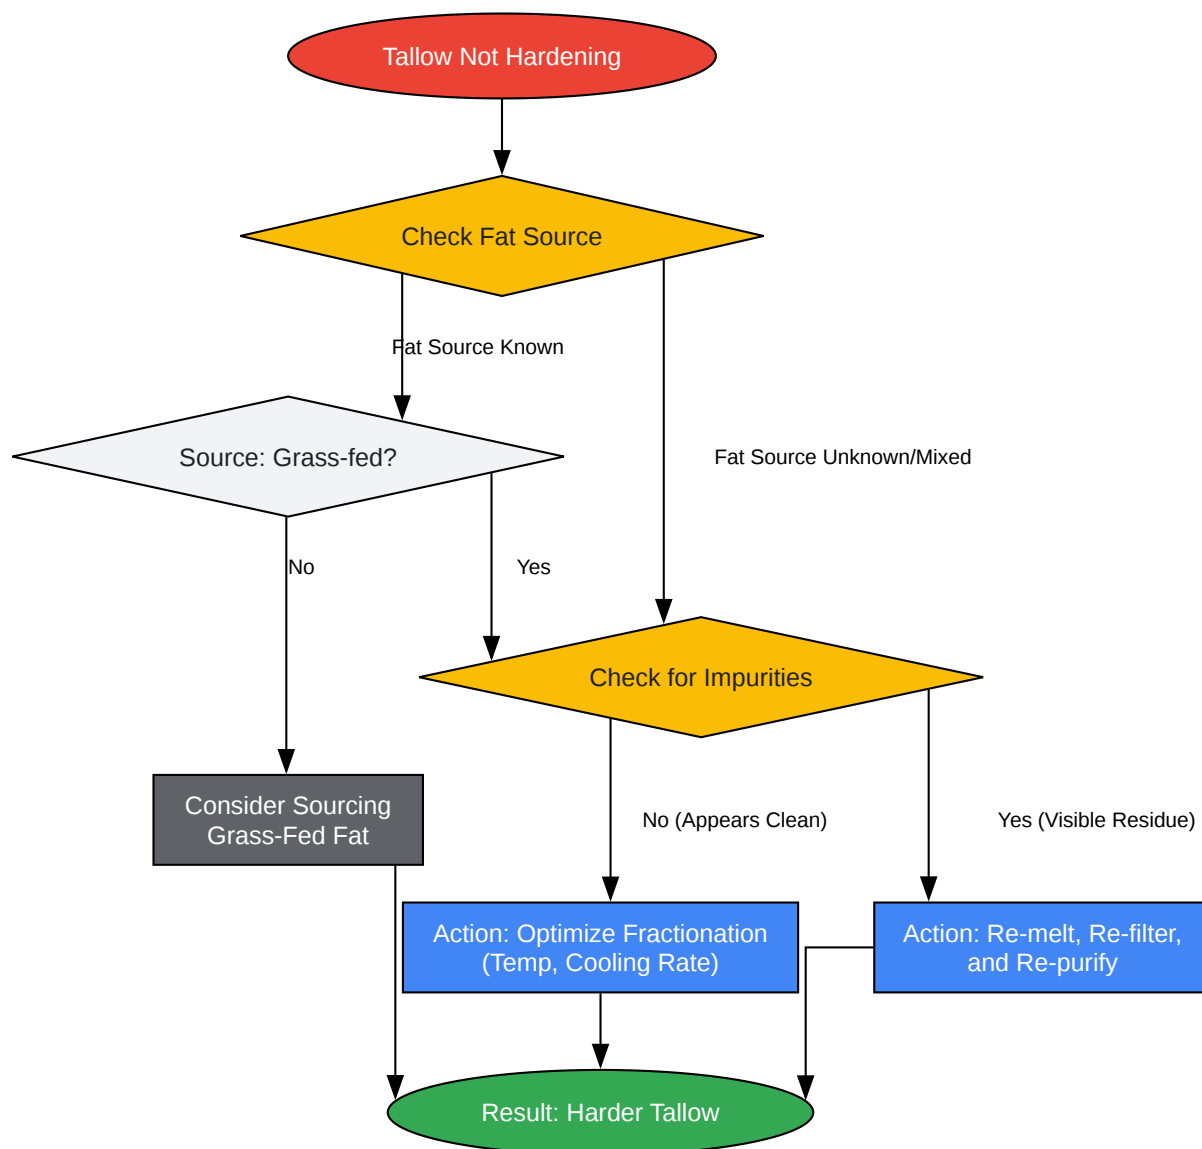 Tallow Not Hardening
Check Fat Source
Fat Source Known
Source: Grass-fed?
Fat Source Unknown/Mixed
No
Yes
Check for Impurities
Consider Sourcing
Grass-Fed Fat
No (Appears Clean)
Yes (Visible Residue)
Action: Optimize Fractionation
(Temp, Cooling Rate)
Action: Re-melt, Re-filter,
and Re-purify
Result: Harder Tallow